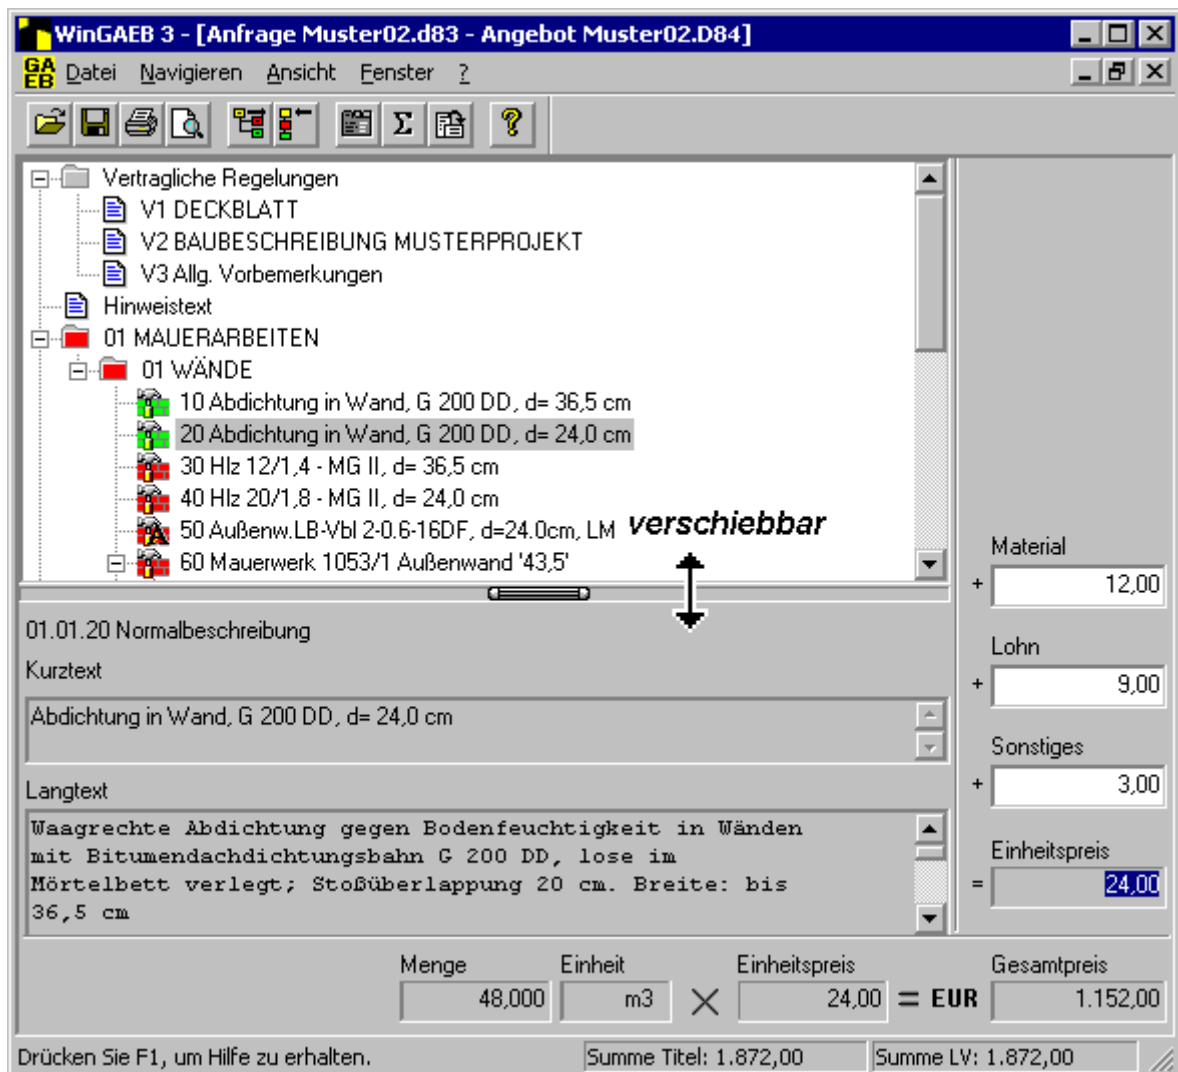 WinGAEB 3 - [Anfrage Muster02.d83 - Angebot Muster02.D84]
GA
EB
Datei Navigieren Ansicht Fenster ?
Σ ?
Vertragliche Regelungen
V1 DECKBLATT
V2 BAUBESCHREIBUNG MUSTERPROJEKT
V3 Allg. Vorbemerkungen
Hinweistext
01 MAUERARBEITEN
01 WÄNDE
10 Abdichtung in Wand, G 200 DD, d= 36,5 cm
20 Abdichtung in Wand, G 200 DD, d= 24,0 cm
30 Hlz 12/1,4 - MG II, d= 36,5 cm
40 Hlz 20/1,8 - MG II, d= 24,0 cm
50 Außenw.LB-Vbl 2-0.6-16DF, d=24.0cm, LM
verschiebbar
60 Mauerwerk 1053/1 Außenwand '43,5'
01.01.20 Normalbeschreibung
Kurztext
Abdichtung in Wand, G 200 DD, d= 24,0 cm
Langtext
Waagrechte Abdichtung gegen Bodenfeuchtigkeit in Wänden
mit Bitumendachdichtungsbahn G 200 DD, lose im
Mörtelbett verlegt; Stoßüberlappung 20 cm. Breite: bis
36,5 cm
Material
+ 12,00
Lohn
+ 9,00
Sonstiges
+ 3,00
Einheitspreis
= 24,00
Menge Einheit Einheitspreis Gesamtpreis
48,000 m3 × 24,00 = EUR 1.152,00
Drücken Sie F1, um Hilfe zu erhalten. Summe Titel: 1.872,00 Summe LV: 1.872,00